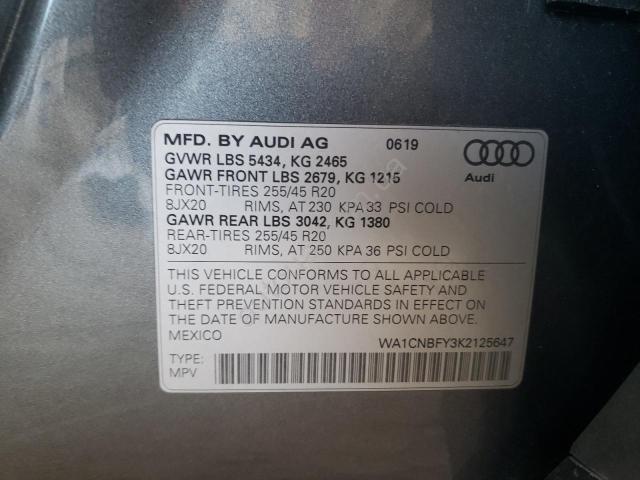 MFD. BY AUDI AG 0619
GVWR LBS 5434, KG 2465
GAWR FRONT LBS 2679, KG 1215
FRONT-TIRES 255/45 R20
8JX20 RIMS, AT 230 KPA 33 PSI COLD
GAWR REAR LBS 3042, KG 1380
REAR-TIRES 255/45 R20
8JX20 RIMS, AT 250 KPA 36 PSI COLD
Audi
THIS VEHICLE CONFORMS TO ALL APPLICABLE
U.S. FEDERAL MOTOR VEHICLE SAFETY AND
THEFT PREVENTION STANDARDS IN EFFECT ON
THE DATE OF MANUFACTURE SHOWN ABOVE.
MEXICO WA1CNBFY3K2125647
TYPE:
MPV